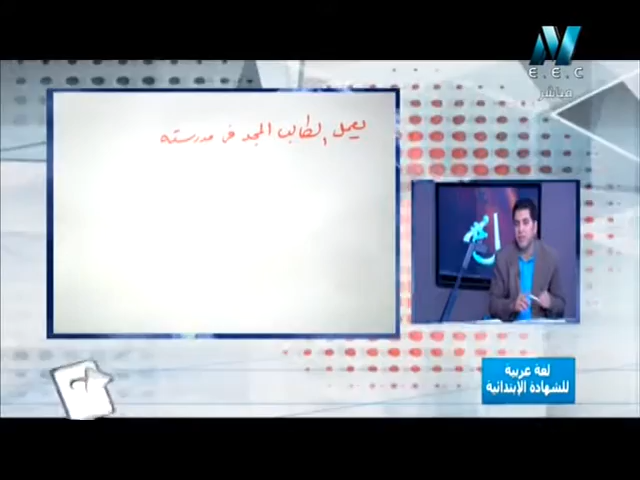 E.E.C
مباشر
يعمل الطالب المجد في مدرسته
لغة عربية
للشهادة الإبتدائية